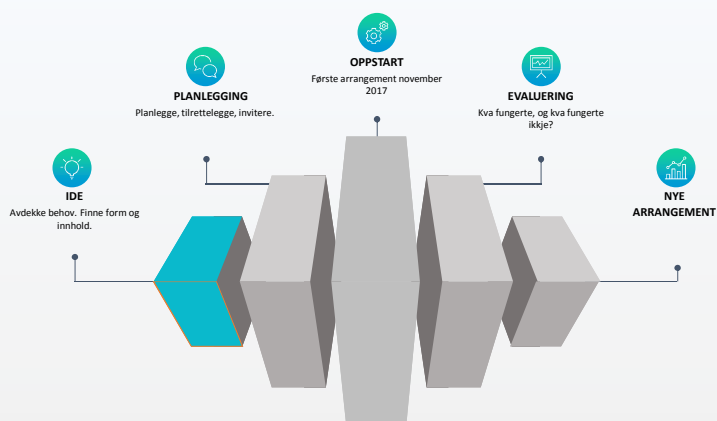 IDE
Avdekke behov. Finne form og
innhold.
PLANLEGGING
Planlegge, tilrettelegge, invitere.
OPPSTART
Første arrangement november
2017
EVALUERING
Kva fungerte, og kva fungerte
ikkje?
NYE
ARRANGEMENT